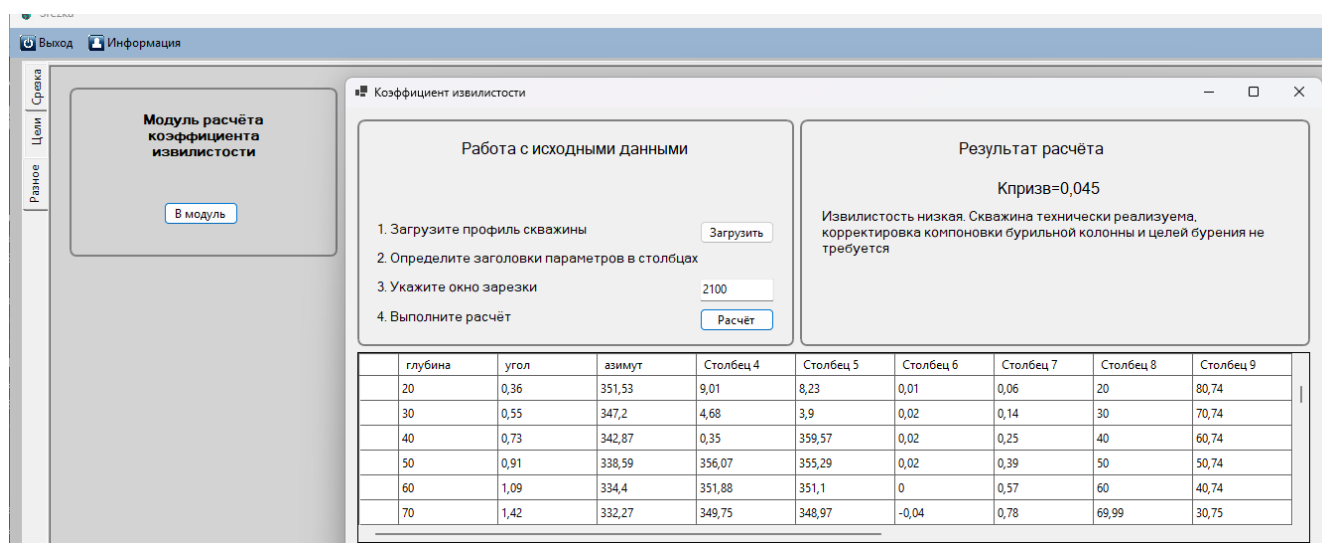 Выход Информация
Срезка
Цели
Разное
Модуль расчёта
коэффициента
извилистости
В модуль
Коэффициент извилистости
Работа с исходными данными
1. Загрузите профиль скважины Загрузить
2. Определите заголовки параметров в столбцах
3. Укажите окно зарезки 2100
4. Выполните расчёт Расчёт
Результат расчёта
Кпризв=0,045
Извилистость низкая. Скважина технически реализуема,
корректировка компоновки бурильной колонны и целей бурения не
требуется
глубина угол азимут Столбец 4 Столбец 5 Столбец 6 Столбец 7 Столбец 8 Столбец 9
20 0,36 351,53 9,01 8,23 0,01 0,06 20 80,74
30 0,55 347,2 4,68 3,9 0,02 0,14 30 70,74
40 0,73 342,87 0,35 359,57 0,02 0,25 40 60,74
50 0,91 338,59 356,07 355,29 0,02 0,39 50 50,74
60 1,09 334,4 351,88 351,1 0 0,57 60 40,74
70 1,42 332,27 349,75 348,97 -0,04 0,78 69,99 30,75